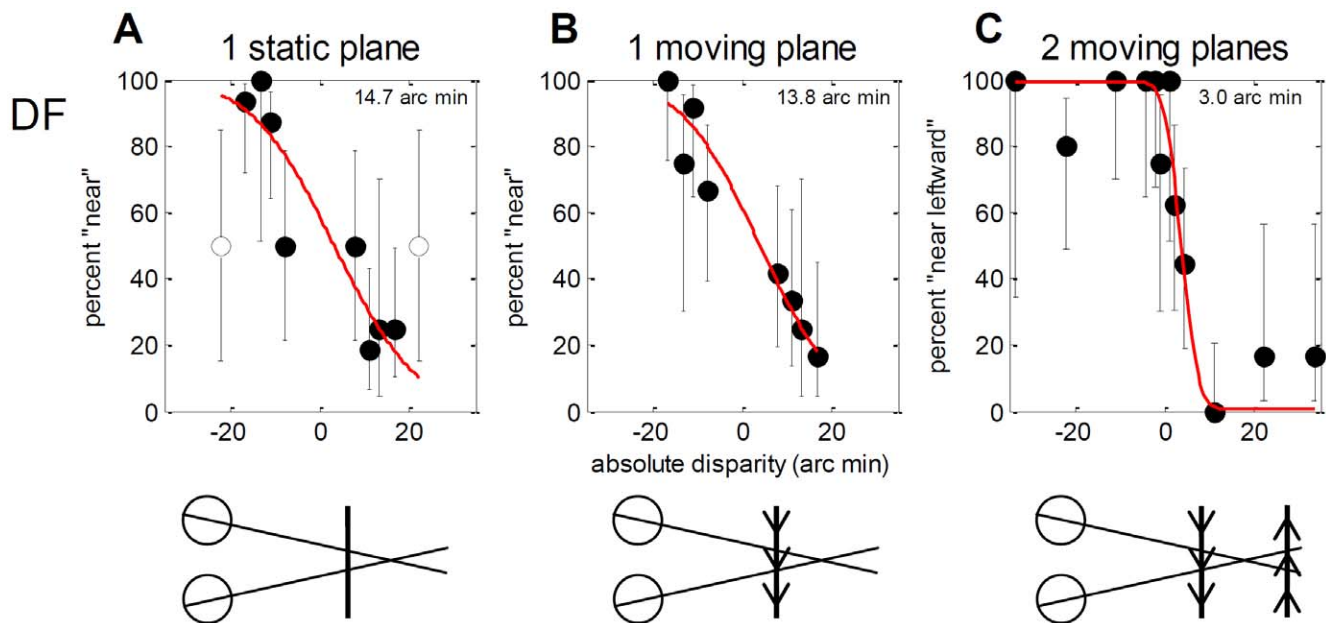 A
1 static plane
DF
percent "near"
100
80
60
40
20
0
-20
0
20
14.7 arc min
B
1 moving plane
percent "near"
100
80
60
40
20
0
-20
0
20
13.8 arc min
absolute disparity (arc min)
C
2 moving planes
percent "near leftward"
100
80
60
40
20
0
-20
0
20
3.0 arc min